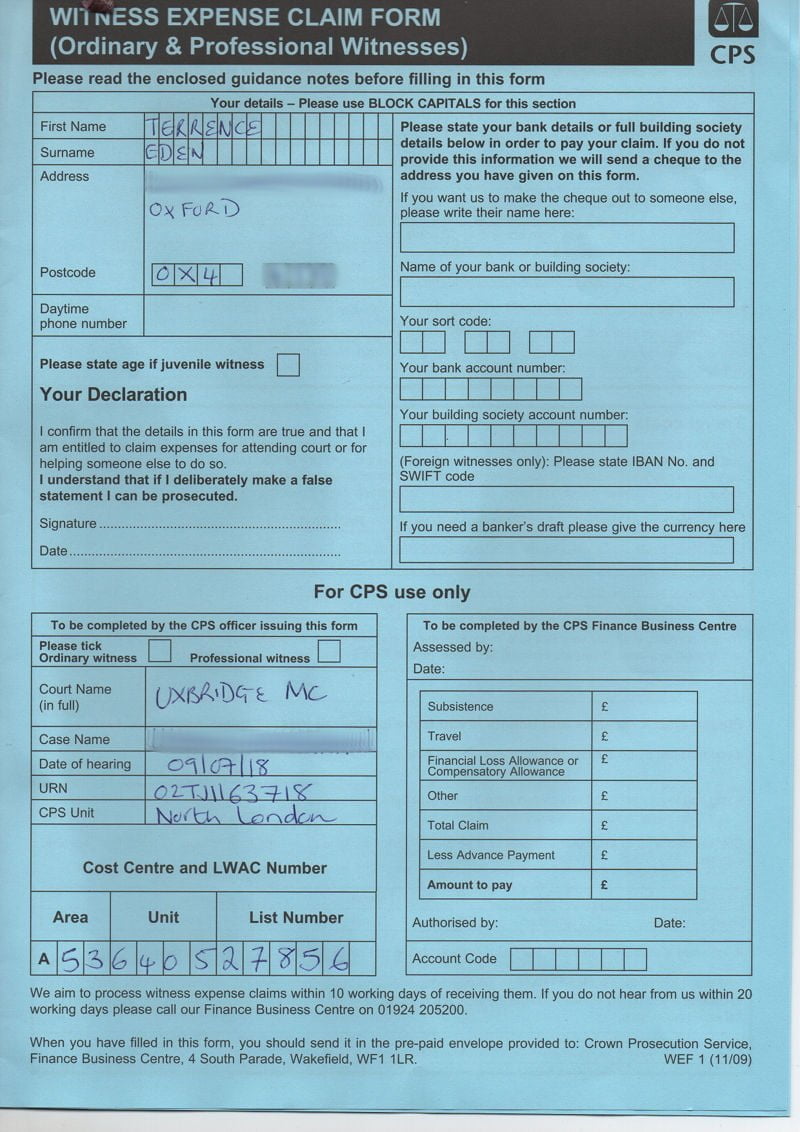 WITNESS EXPENSE CLAIM FORM
(Ordinary & Professional Witnesses)
CPS
Please read the enclosed guidance notes before filling in this form
Your details – Please use BLOCK CAPITALS for this section
First Name TERRENCE
Surname EDEN
Address
OXFORD
Postcode OX4
Daytime
phone number
Please state age if juvenile witness
Your Declaration
I confirm that the details in this form are true and that I
am entitled to claim expenses for attending court or for
helping someone else to do so.
I understand that if I deliberately make a false
statement I can be prosecuted.
Signature
Date
Please state your bank details or full building society
details below in order to pay your claim. If you do not
provide this information we will send a cheque to the
address you have given on this form.
If you want us to make the cheque out to someone else,
please write their name here:
Name of your bank or building society:
Your sort code:
Your bank account number:
Your building society account number:
(Foreign witnesses only): Please state IBAN No. and
SWIFT code
If you need a banker's draft please give the currency here
For CPS use only
To be completed by the CPS officer issuing this form
Please tick
Ordinary witness Professional witness
Court Name
(in full) UXBRIDGE MC
Case Name
Date of hearing 09/07/18
URN 02TJ1163718
CPS Unit North London
Cost Centre and LWAC Number
Area Unit List Number
A 53640527856
To be completed by the CPS Finance Business Centre
Assessed by:
Date:
Subsistence £
Travel £
Financial Loss Allowance or £
Compensatory Allowance
Other £
Total Claim £
Less Advance Payment £
Amount to pay £
Authorised by: Date:
Account Code
We aim to process witness expense claims within 10 working days of receiving them. If you do not hear from us within 20
working days please call our Finance Business Centre on 01924 205200.
When you have filled in this form, you should send it in the pre-paid envelope provided to: Crown Prosecution Service,
Finance Business Centre, 4 South Parade, Wakefield, WF1 1LR. WEF 1 (11/09)